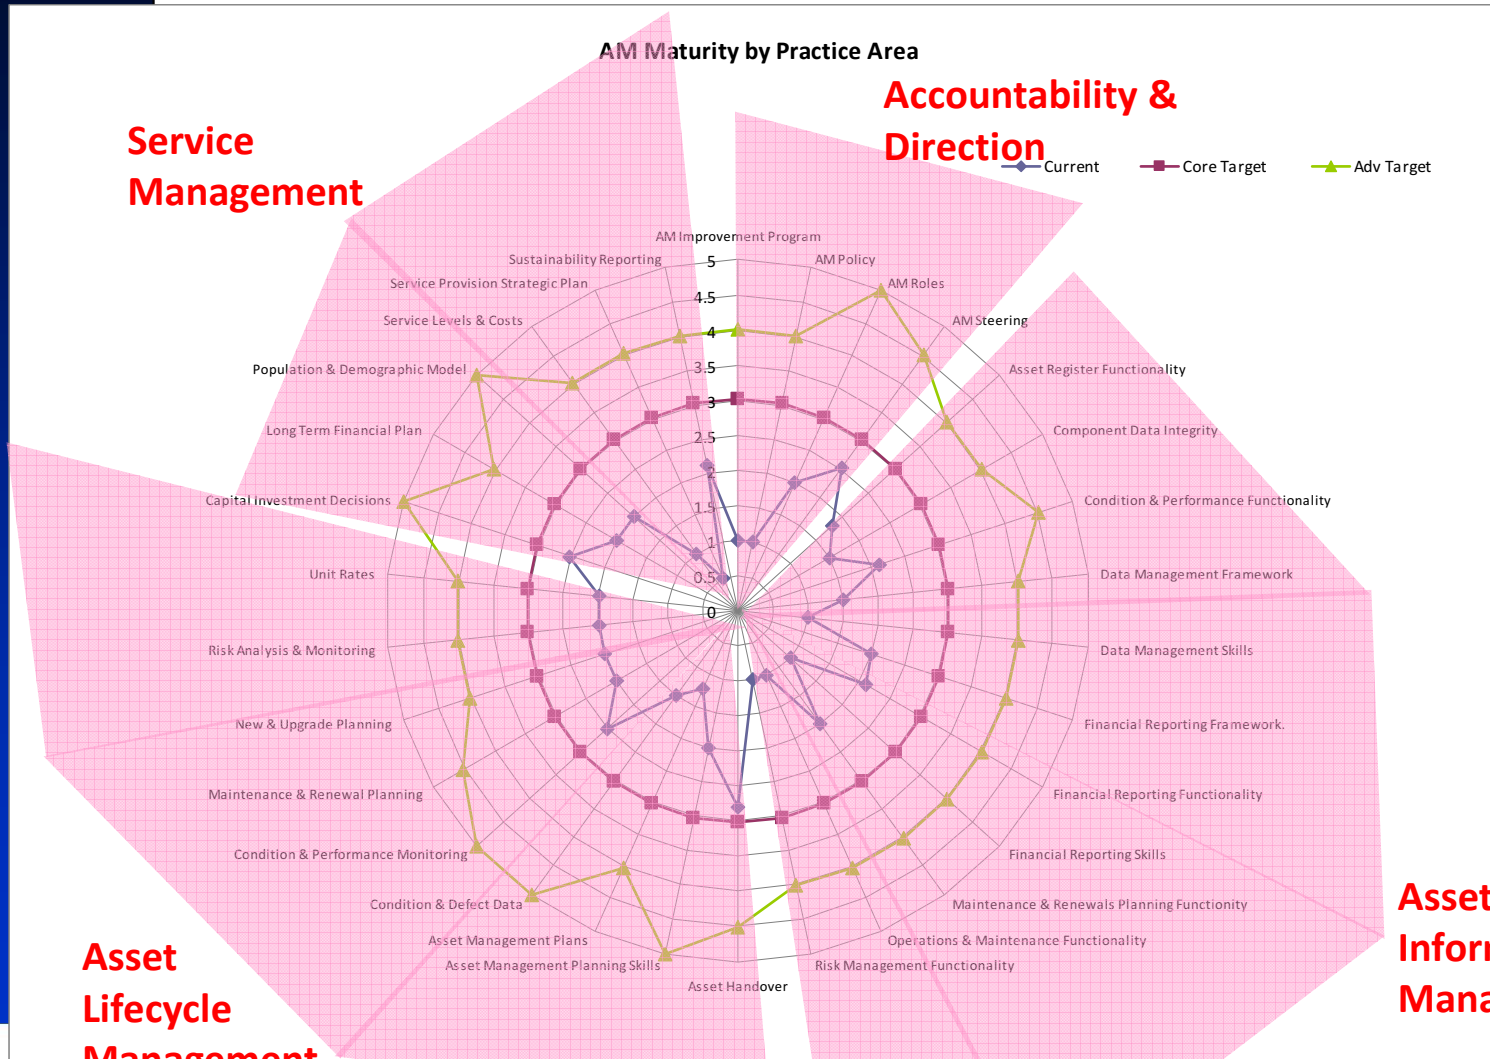 AM Maturity by Practice Area
Accountability &
Direction
Service
Management
Current
Core Target
Adv Target
AM Improvement Program
AM Policy
AM Roles
AM Steering
Asset Register Functionality
Component Data Integrity
Condition & Performance Functionality
Data Management Framework
Data Management Skills
Financial Reporting Framework.
Financial Reporting Functionality
Financial Reporting Skills
Maintenance & Renewals Planning Functionity
Operations & Maintenance Functionality
Risk Management Functionality
Asset Handover
Asset Management Planning Skills
Asset Management Plans
Condition & Defect Data
Condition & Performance Monitoring
Maintenance & Renewal Planning
New & Upgrade Planning
Risk Analysis & Monitoring
Unit Rates
Capital Investment Decisions
Long Term Financial Plan
Population & Demographic Model
Service Levels & Costs
Service Provision Strategic Plan
Sustainability Reporting
5
4.5
4
3.5
3
2.5
2
1.5
1
0.5
0
Asset
Lifecycle
Management
Asset
Infor
Mana